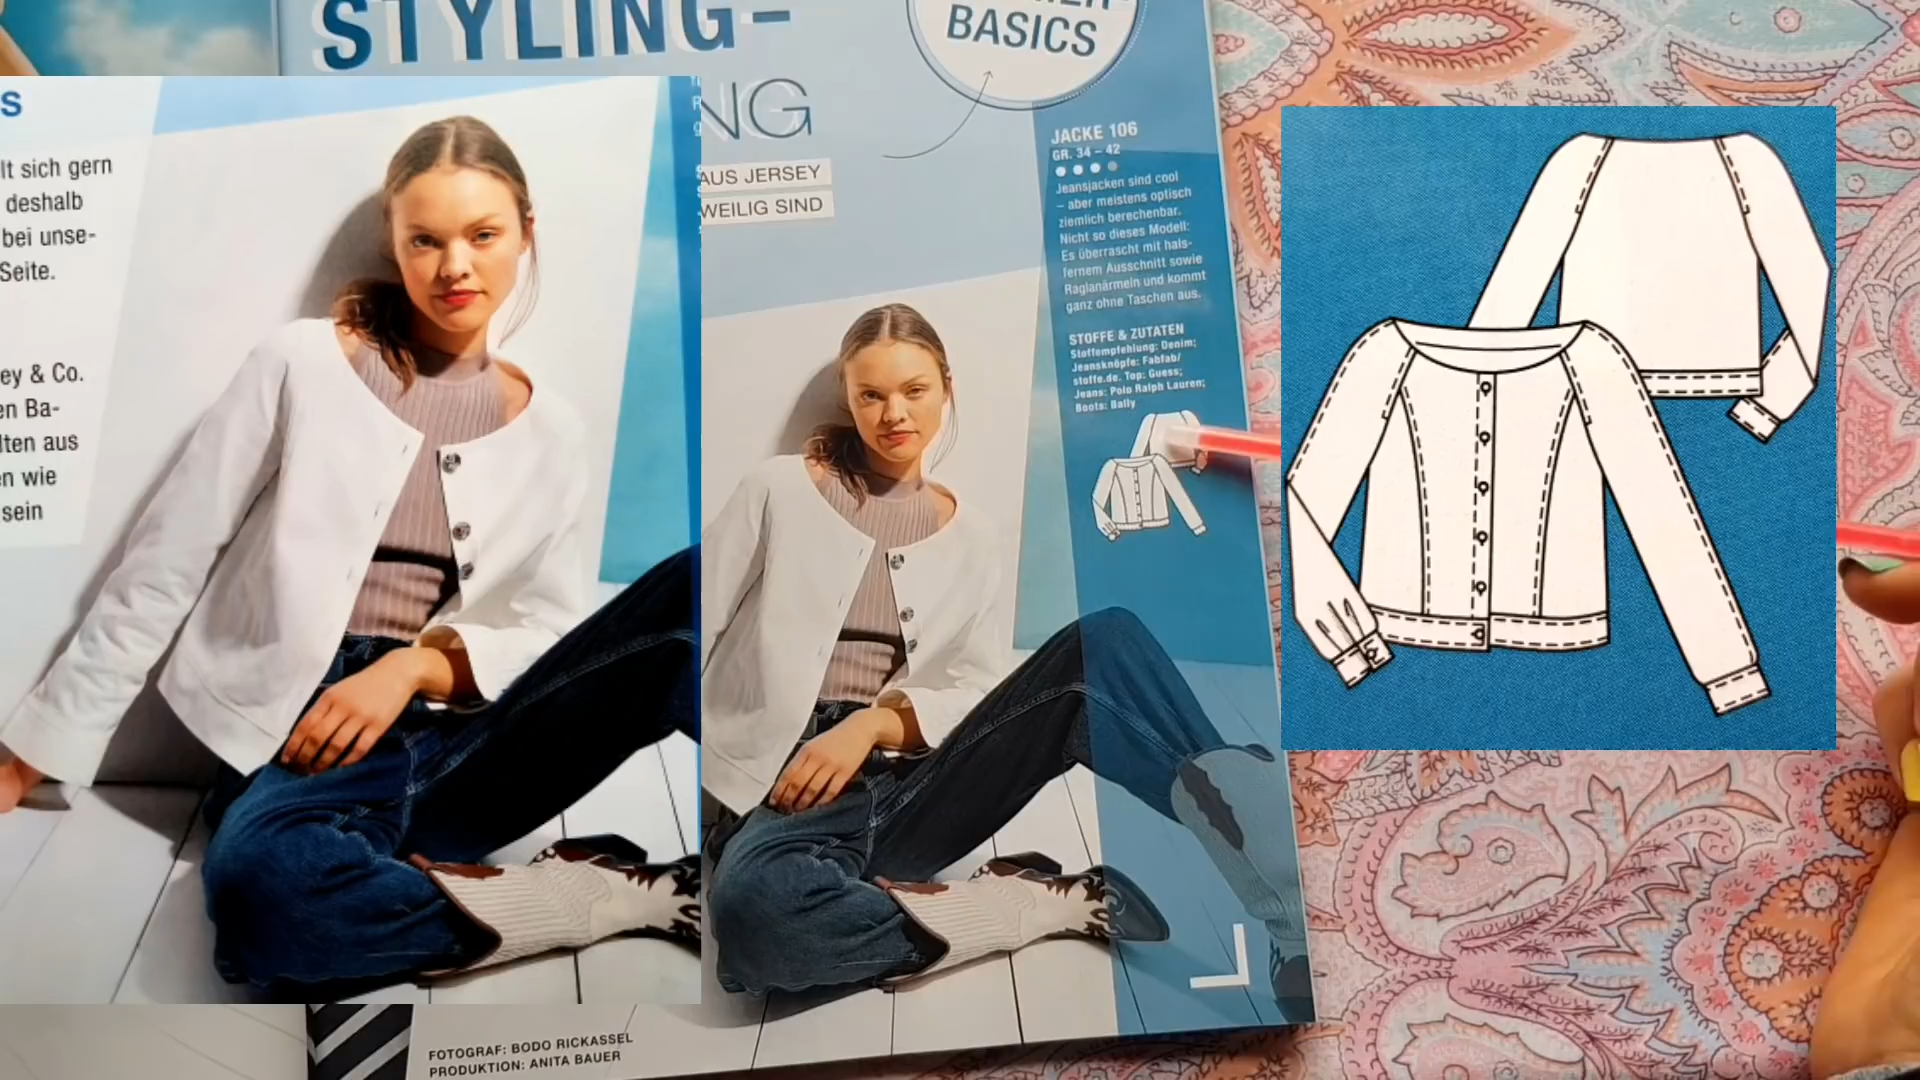 STYLING-
BASICS
NG
AUS JERSEY
WEILIG SIND
S
lt sich gern
deshalb
bei unse-
Seite.
ey & Co.
en Ba-
lten aus
en wie
sein
JACKE 106
GR. 34 – 42
Jeansjacken sind cool
– aber meistens optisch
ziemlich berechenbar.
Nicht so dieses Modell:
Es überrascht mit hals-
fernem Ausschnitt sowie
Raglanärmeln und kommt
ganz ohne Taschen aus.
STOFFE & ZUTATEN
Stoffempfehlung: Denim;
Jeansknöpfe: Fabfab/
stoffe.de. Top: Guess;
Jeans: Polo Ralph Lauren;
Boots: Bally
FOTOGRAF: BODO RICKASSEL
PRODUKTION: ANITA BAUER